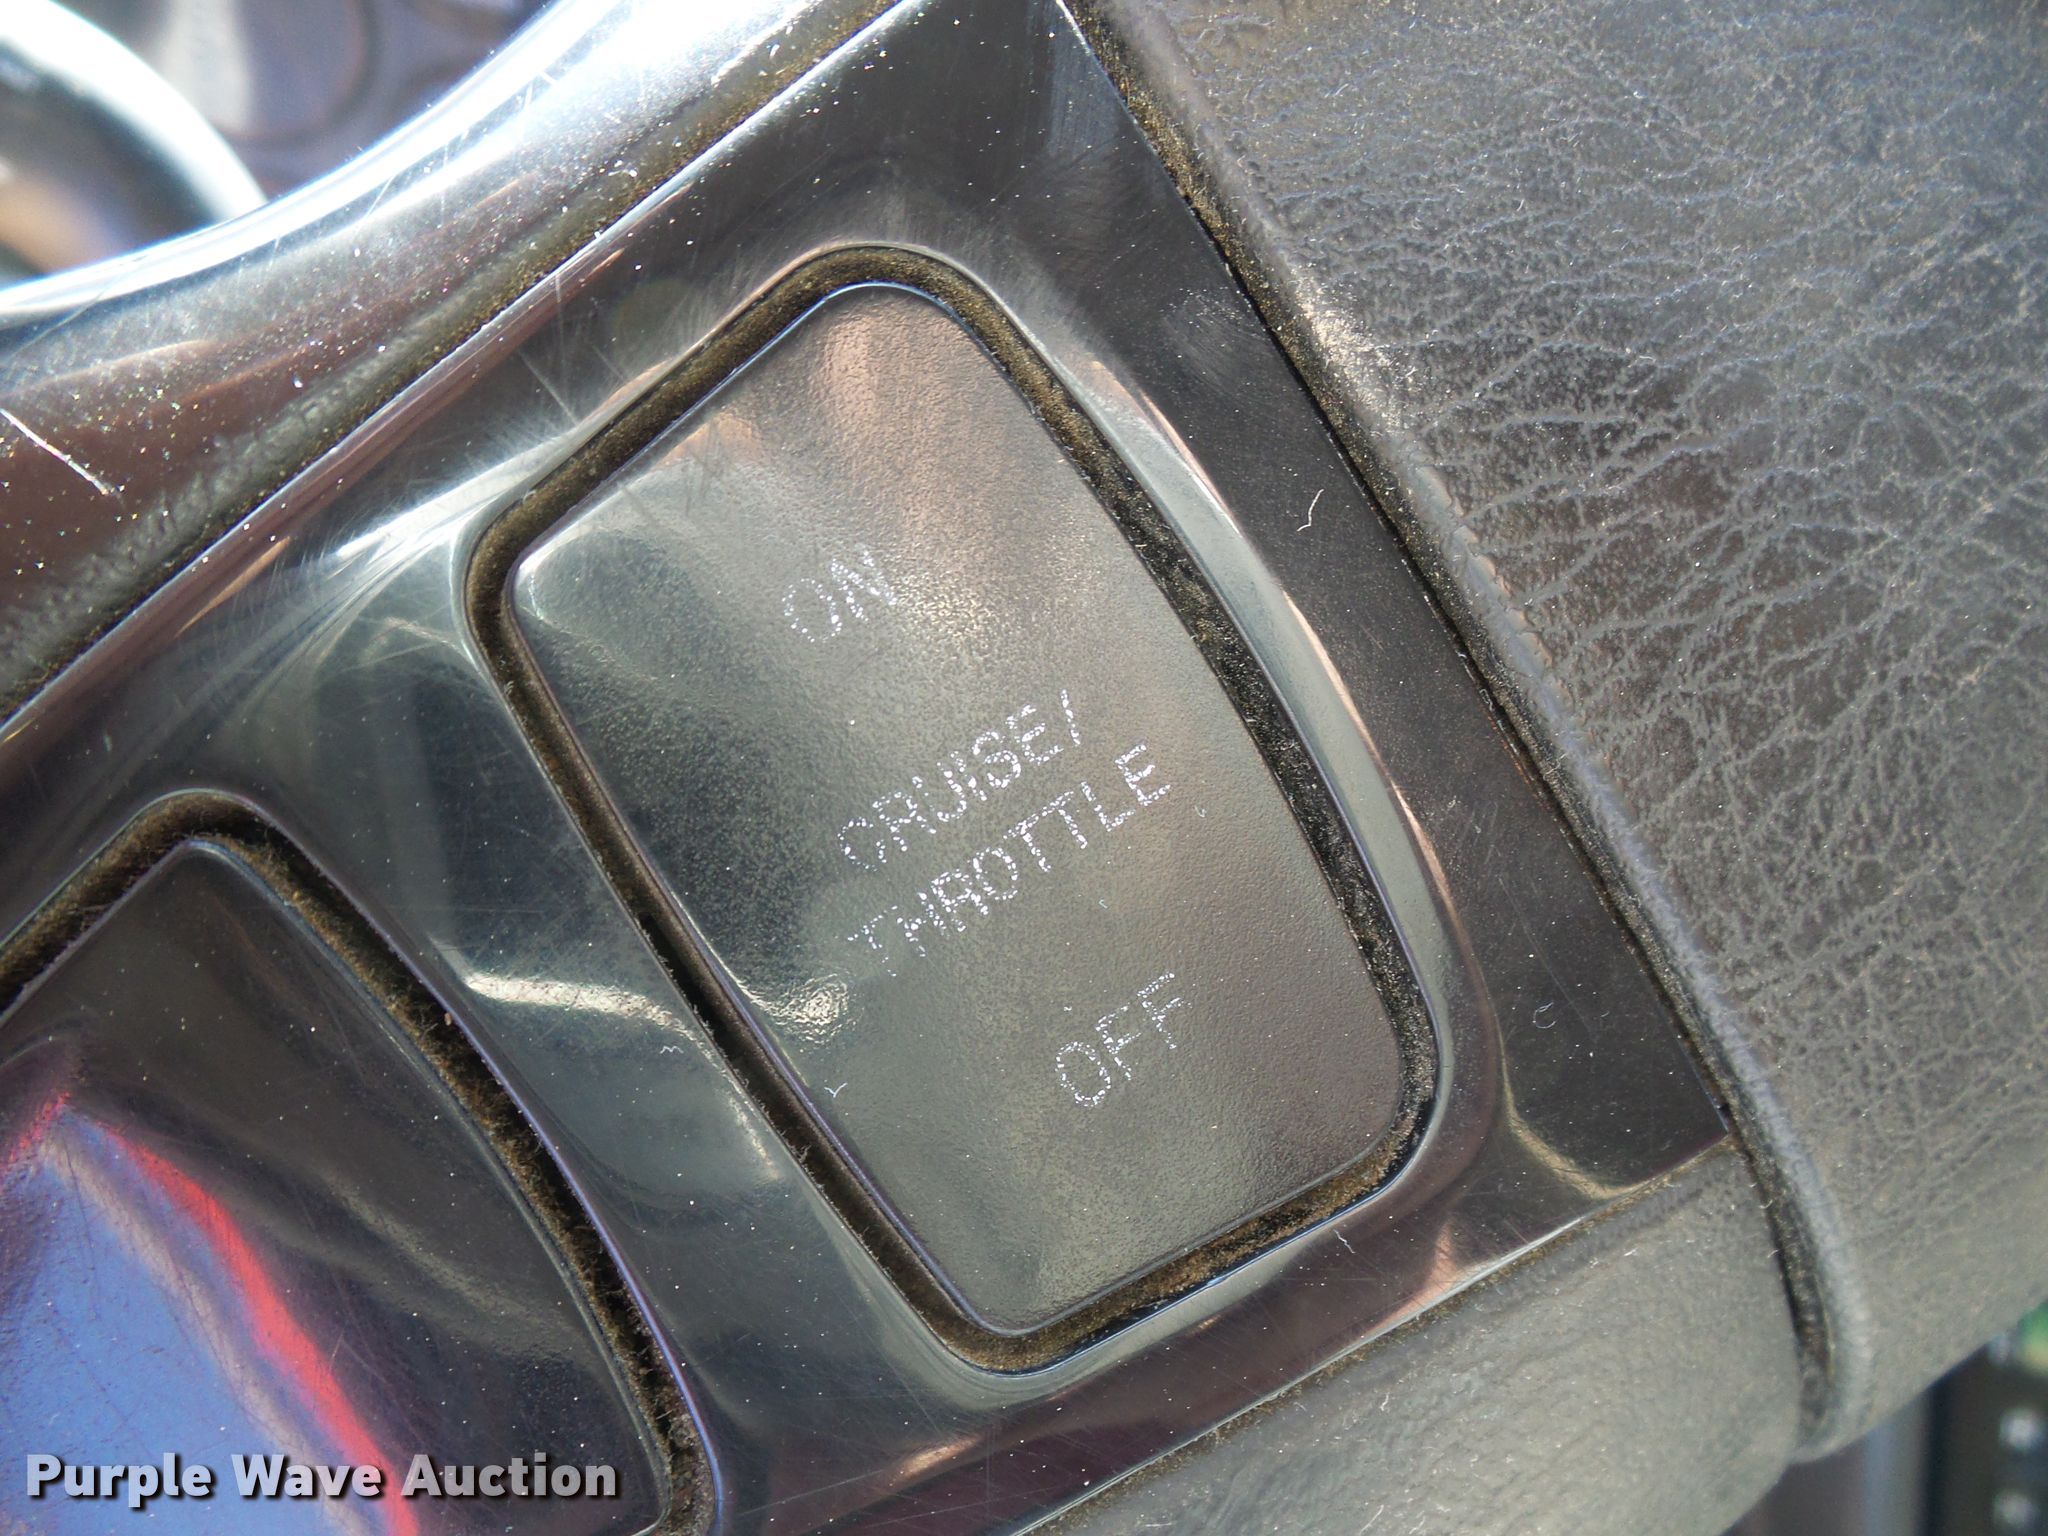 ON
CRUISE/
THROTTLE
OFF
Purple Wave Auction